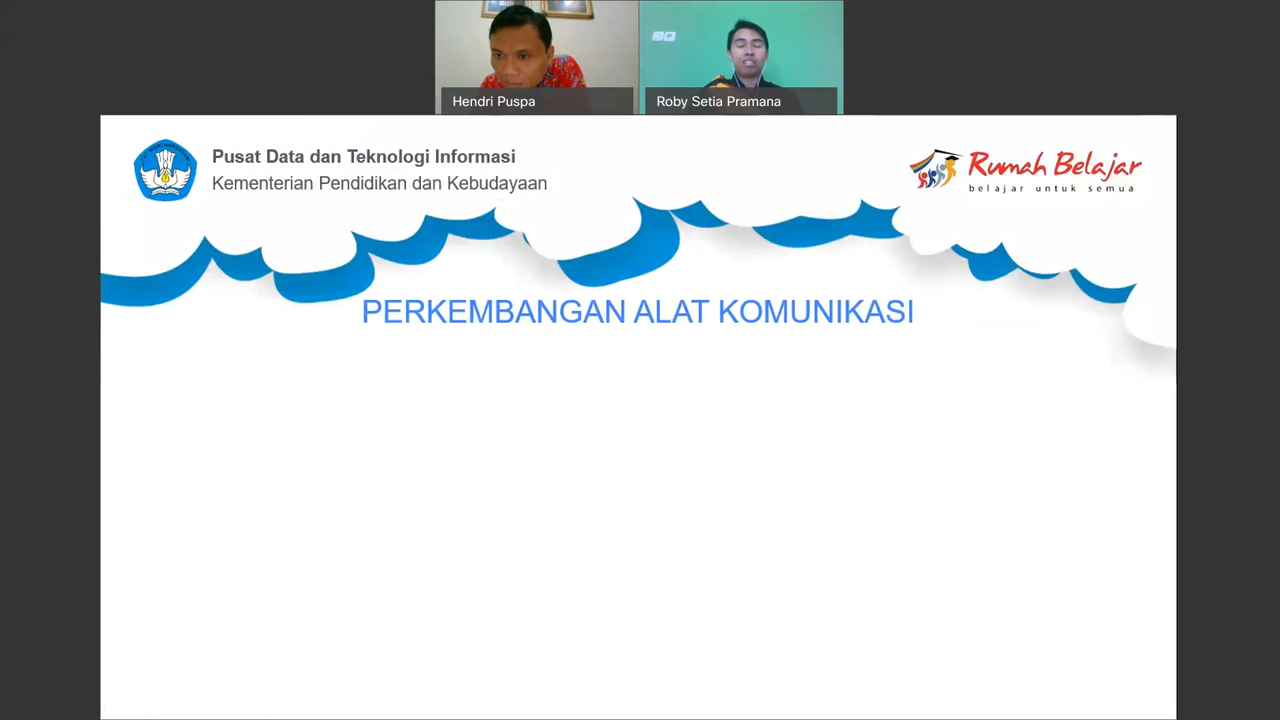 Hendri Puspa
Roby Setia Pramana
Pusat Data dan Teknologi Informasi
Kementerian Pendidikan dan Kebudayaan
Rumah Belajar
belajar untuk semua
PERKEMBANGAN ALAT KOMUNIKASI